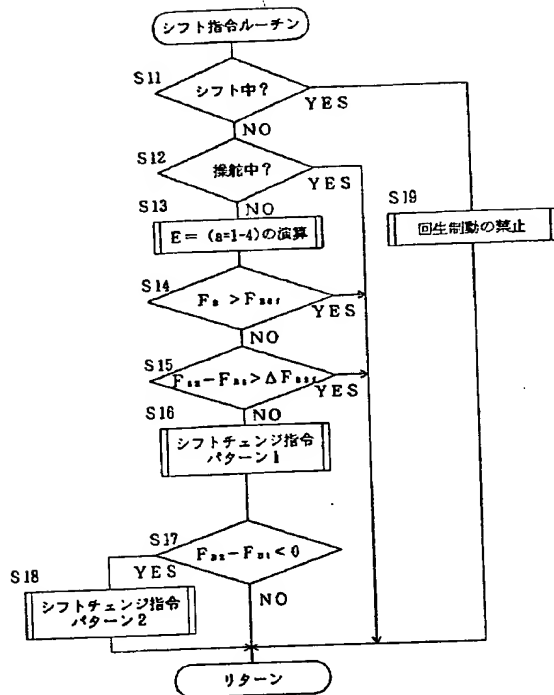 シフト指令ルーチン
S11
シフト中?
YES
NO
S12
操舵中?
YES
NO
S13
E= (a=1-4)の演算
S19
回生制動の禁止
S14
YES
NO
S15
YES
NO
S16
シフトチェンジ指令
パターン1
S17
YES
NO
S18
シフトチェンジ指令
パターン2
リターン